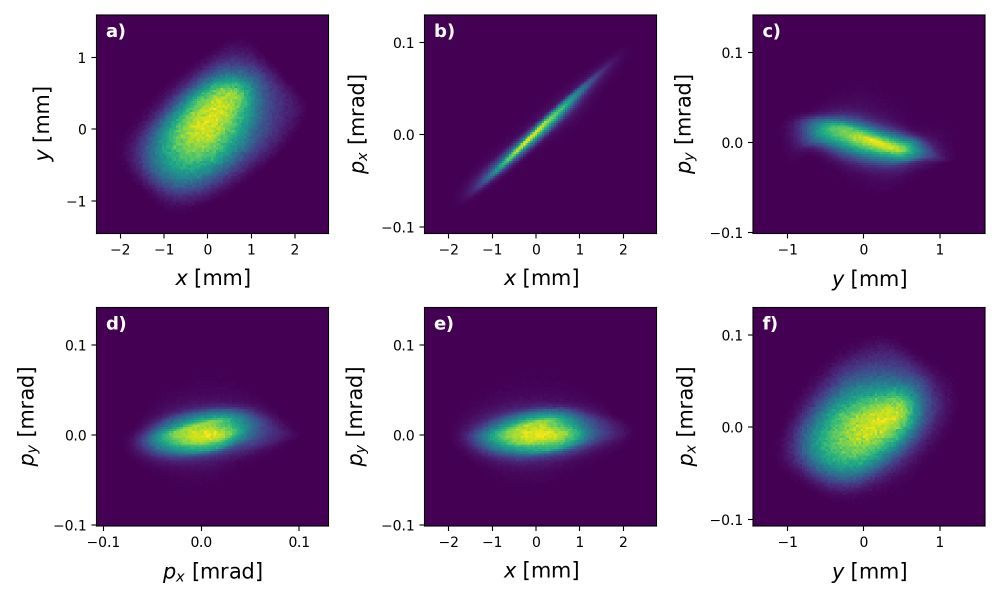 a)
1
0
−1
y [mm]
−2 −1 0 1 2
x [mm]
b)
0.1
0.0
−0.1
p_x [mrad]
−2 −1 0 1 2
x [mm]
c)
0.1
0.0
−0.1
p_y [mrad]
−1 0 1
y [mm]
d)
0.1
0.0
−0.1
p_y [mrad]
−0.1 0.0 0.1
p_x [mrad]
e)
0.1
0.0
−0.1
p_y [mrad]
−2 −1 0 1 2
x [mm]
f)
0.1
0.0
−0.1
p_x [mrad]
−1 0 1
y [mm]